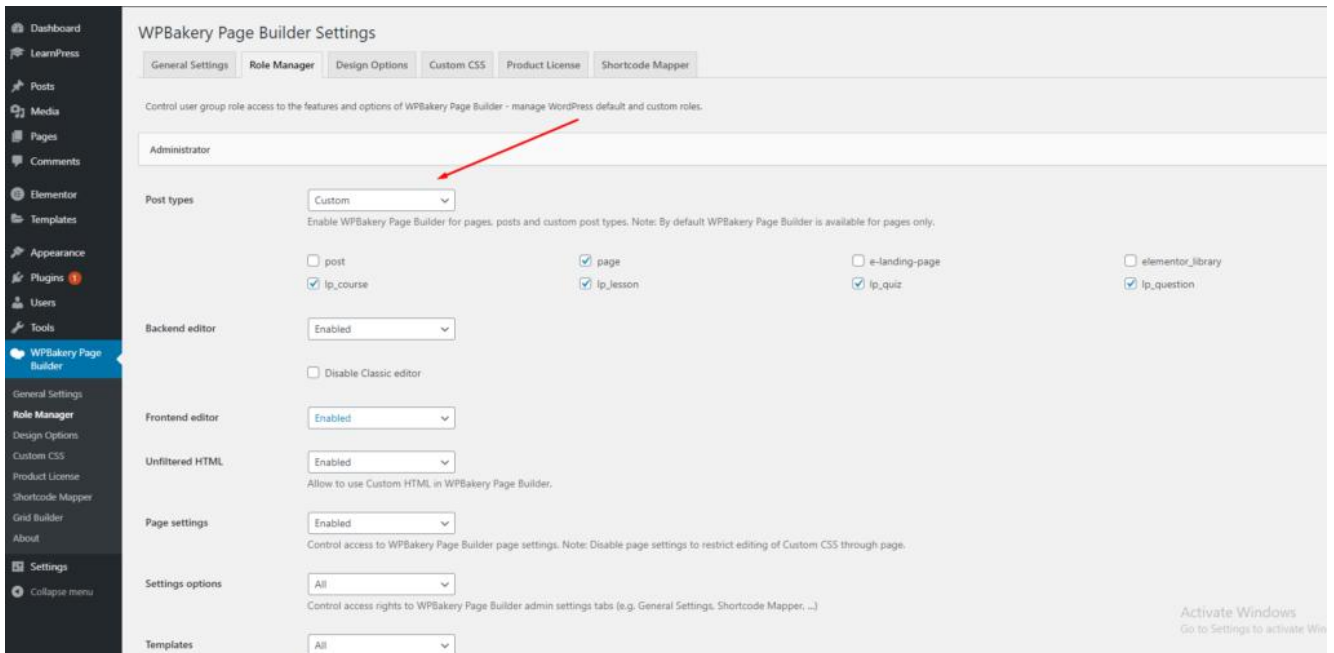 Dashboard
LearnPress
Posts
Media
Pages
Comments
Elementor
Templates
Appearance
Plugins 1
Users
Tools
WPBakery Page
Builder
General Settings
Role Manager
Design Options
Custom CSS
Product License
Shortcode Mapper
Grid Builder
About
Settings
Collapse menu
WPBakery Page Builder Settings
General Settings Role Manager Design Options Custom CSS Product License Shortcode Mapper
Control user group role access to the features and options of WPBakery Page Builder - manage WordPress default and custom roles.
Administrator
Post types Custom
Enable WPBakery Page Builder for pages, posts and custom post types. Note: By default WPBakery Page Builder is available for pages only.
post page e-landing-page elementor_library
lp_course lp_lesson lp_quiz lp_question
Backend editor Enabled
Disable Classic editor
Frontend editor Enabled
Unfiltered HTML Enabled
Allow to use Custom HTML in WPBakery Page Builder.
Page settings Enabled
Control access to WPBakery Page Builder page settings. Note: Disable page settings to restrict editing of Custom CSS through page.
Settings options All
Control access rights to WPBakery Page Builder admin settings tabs (e.g. General Settings, Shortcode Mapper, ...)
Templates All
Activate Windows
Go to Settings to activate Win